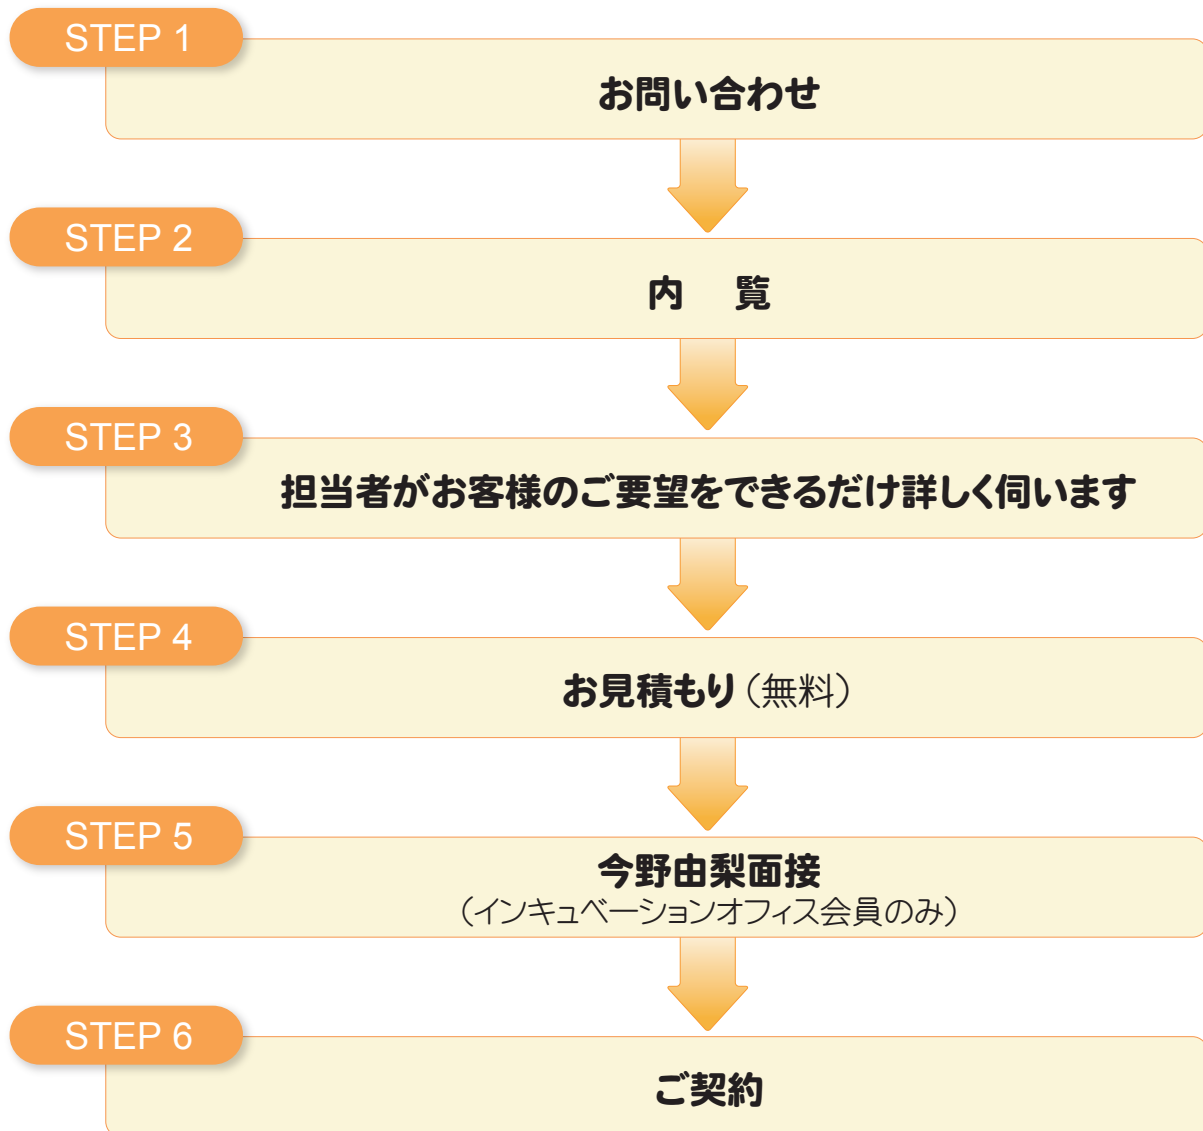 STEP 1
お問い合わせ
STEP 2
内 覧
STEP 3
担当者がお客様のご要望をできるだけ詳しく伺います
STEP 4
お見積もり（無料）
STEP 5
今野由梨面接
（インキュベーションオフィス会員のみ）
STEP 6
ご契約